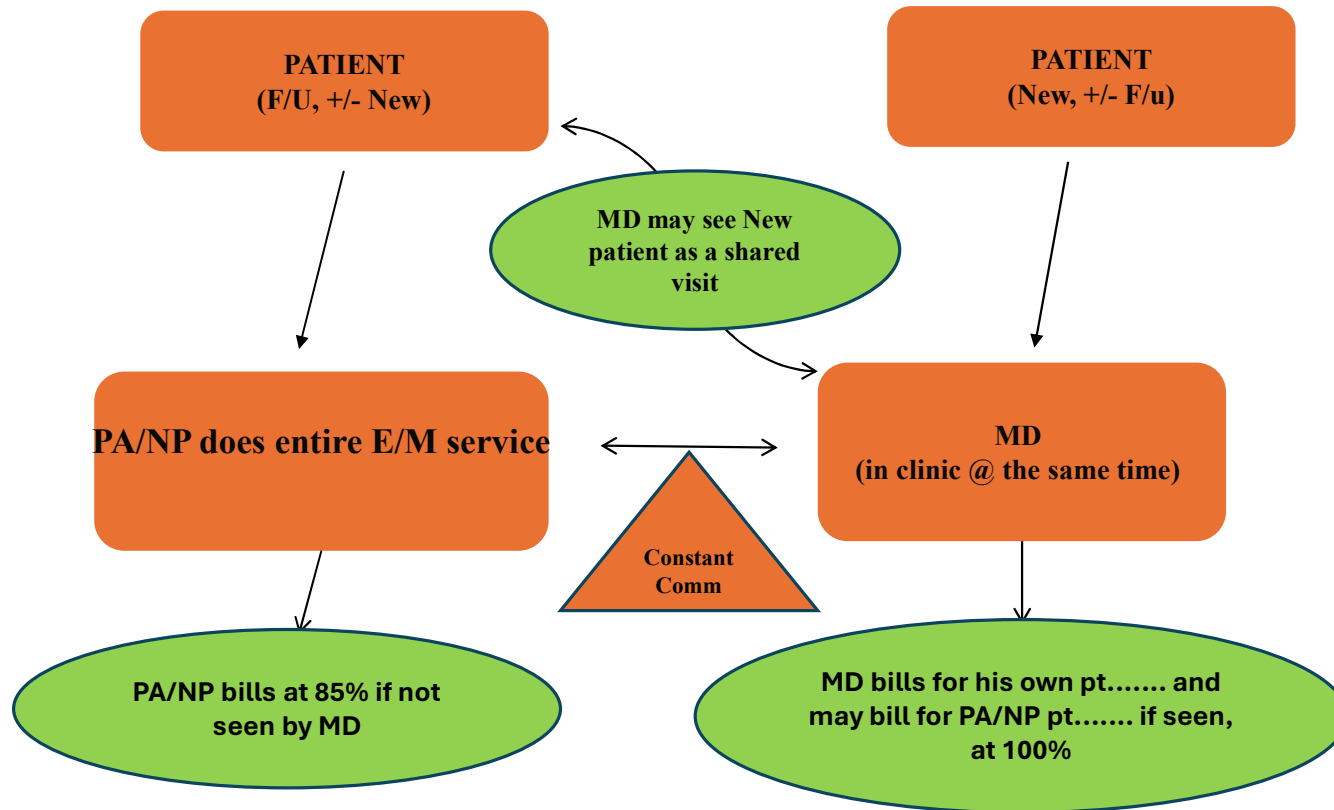 PATIENT
(F/U, +/- New)
PATIENT
(New, +/- F/u)
MD may see New
patient as a shared
visit
PA/NP does entire E/M service
MD
(in clinic @ the same time)
Constant
Comm
PA/NP bills at 85% if not
seen by MD
MD bills for his own pt....... and
may bill for PA/NP pt....... if seen,
at 100%